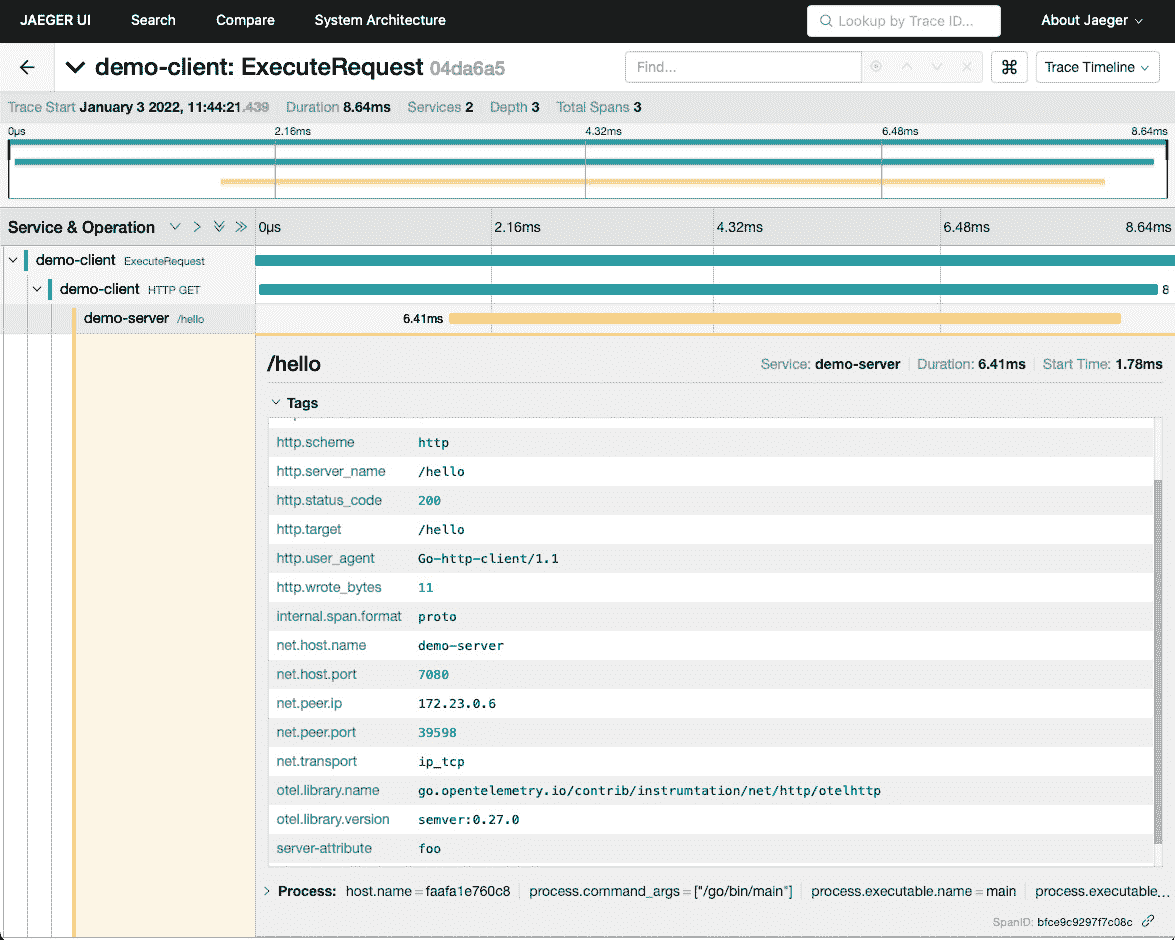 JAEGER UI Search Compare System Architecture Lookup by Trace ID... About Jaeger
demo-client: ExecuteRequest 04da6a5 Find... ⌘ Trace Timeline
Trace Start January 3 2022, 11:44:21.439 Duration 8.64ms Services 2 Depth 3 Total Spans 3
0μs 2.16ms 4.32ms 6.48ms 8.64ms
Service & Operation 0μs 2.16ms 4.32ms 6.48ms 8.64ms
demo-client ExecuteRequest
demo-client HTTP GET 8
demo-server /hello 6.41ms
/hello Service: demo-server Duration: 6.41ms Start Time: 1.78ms
Tags
http.scheme http
http.server_name /hello
http.status_code 200
http.target /hello
http.user_agent Go-http-client/1.1
http.wrote_bytes 11
internal.span.format proto
net.host.name demo-server
net.host.port 7080
net.peer.ip 172.23.0.6
net.peer.port 39598
net.transport ip_tcp
otel.library.name go.opentelemetry.io/contrib/instrumtation/net/http/otelhttp
otel.library.version semver:0.27.0
server-attribute foo
Process: host.name = faafa1e760c8 process.command_args = ["/go/bin/main"] process.executable.name = main process.executable...
SpanID: bfce9c9297f7c08c